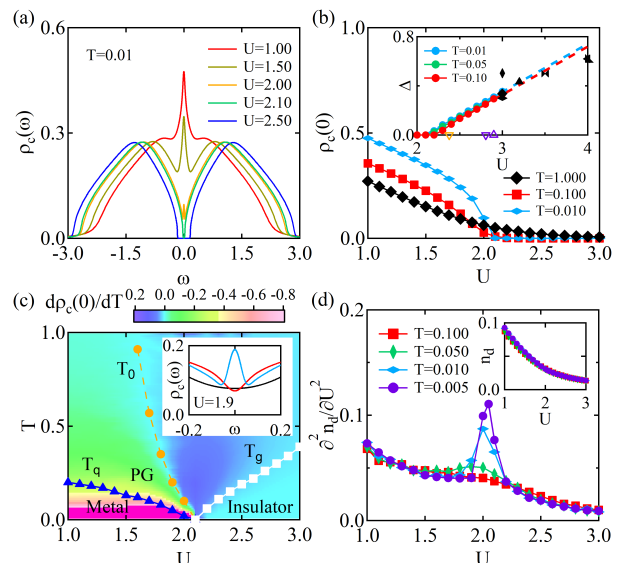 (a)
T=0.01
U=1.00
U=1.50
U=2.00
U=2.10
U=2.50
ρc(ω)
0.6
0.3
0.0
-3.0 -1.5 0.0 1.5 3.0
ω
(b)
ρc(0)
1.0
0.5
0.0
1.0 1.5 2.0 2.5 3.0
U
T=1.000
T=0.100
T=0.010
Δ
0.8
0.4
0.0
2 3 4
U
T=0.01
T=0.05
T=0.10
(c) dρc(0)/dT
0.2 0.0 -0.2 -0.4 -0.6 -0.8
T
1.0
0.5
0.0
1.0 1.5 2.0 2.5 3.0
U
T0
Tq
PG
Tg
Metal
Insulator
ρc(ω)
0.2
0.0
-0.2 ω 0.2
U=1.9
(d)
∂²nd/∂U²
0.2
0.1
0.0
1.0 1.5 2.0 2.5 3.0
U
T=0.100
T=0.050
T=0.010
T=0.005
nd
0.1
0.0
1 2 3
U